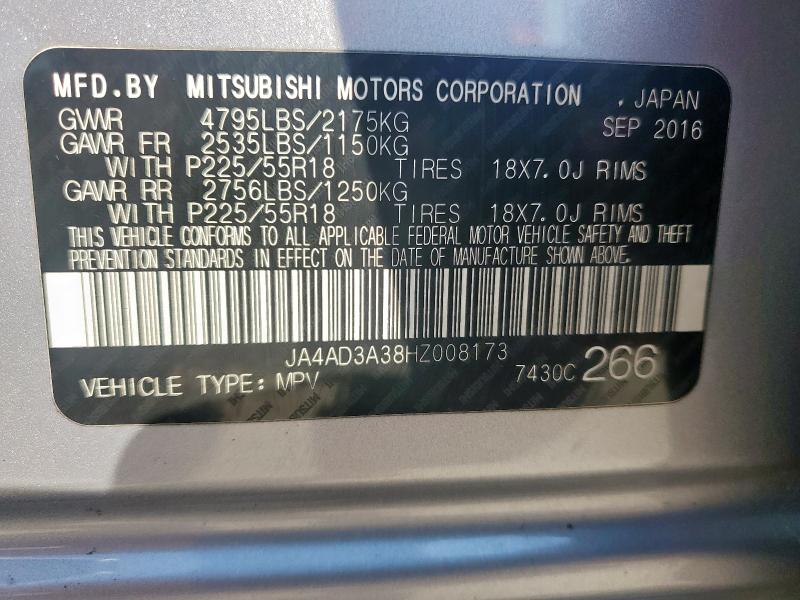 MFD.BY MITSUBISHI MOTORS CORPORATION . JAPAN
GVWR 4795LBS/2175KG SEP 2016
GAWR FR 2535LBS/1150KG
WITH P225/55R18 TIRES 18X7.0J RIMS
GAWR RR 2756LBS/1250KG
WITH P225/55R18 TIRES 18X7.0J RIMS
THIS VEHICLE CONFORMS TO ALL APPLICABLE FEDERAL MOTOR VEHICLE SAFETY AND THEFT
PREVENTION STANDARDS IN EFFECT ON THE DATE OF MANUFACTURE SHOWN ABOVE.
JA4AD3A38HZ008173
VEHICLE TYPE: MPV 7430C 266